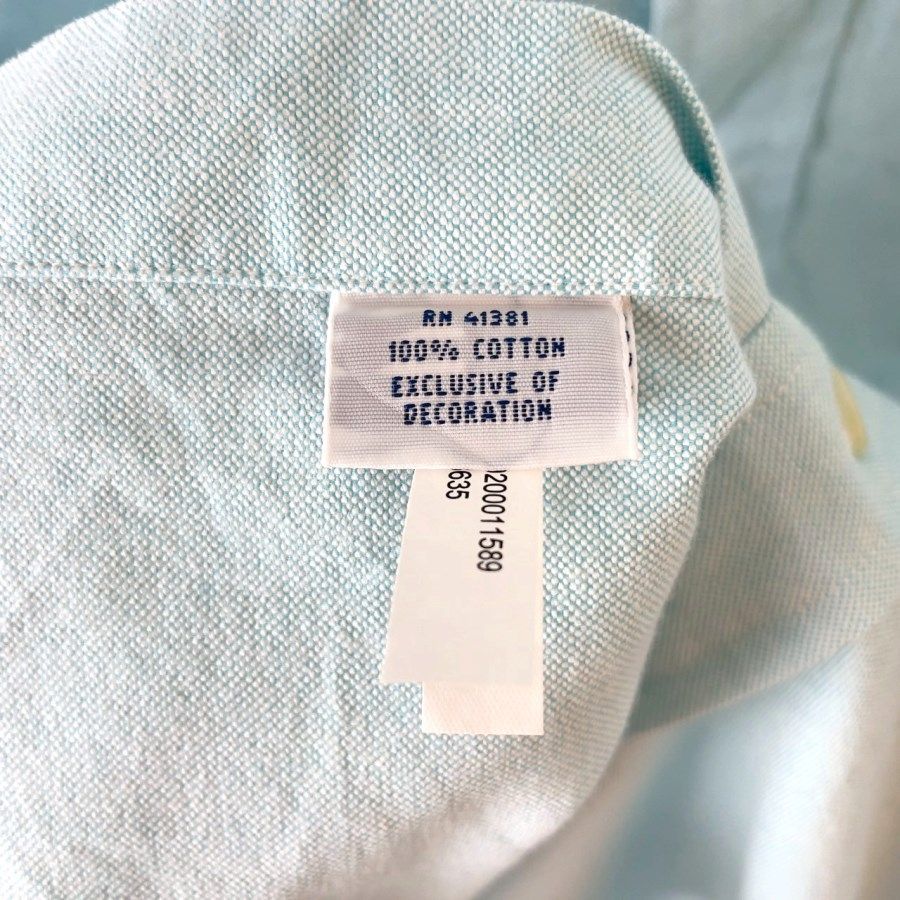 RN 41381
100% COTTON
EXCLUSIVE OF
DECORATION
200011589
635